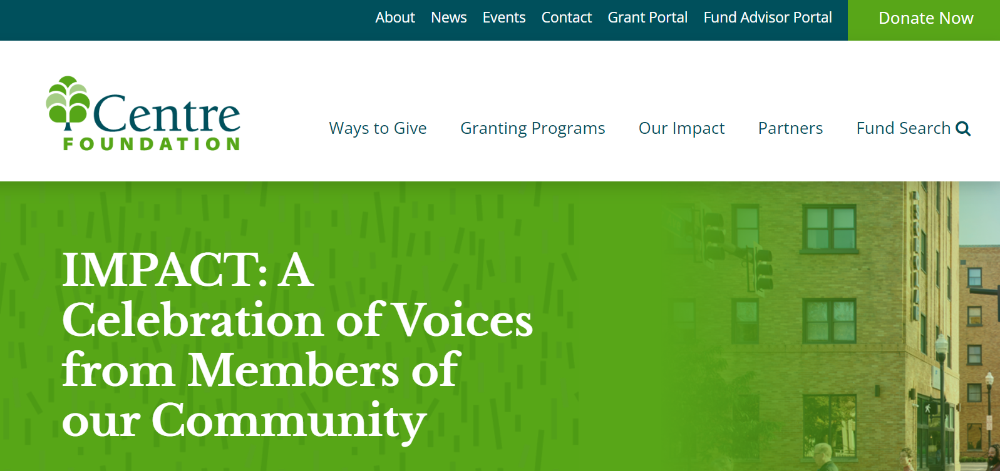 About News Events Contact Grant Portal Fund Advisor Portal Donate Now
Centre
FOUNDATION
Ways to Give Granting Programs Our Impact Partners Fund Search
IMPACT: A
Celebration of Voices
from Members of
our Community